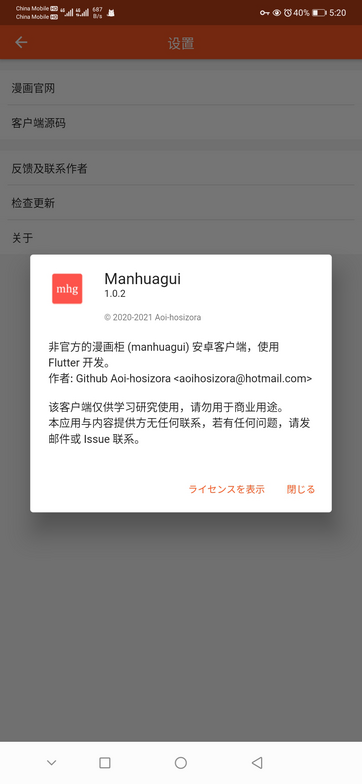 China Mobile HD
China Mobile HD
4G
4G
687
B/s
40%
5:20
设置
漫画官网
客户端源码
反馈及联系作者
检查更新
关于
mhg
Manhuagui
1.0.2
© 2020-2021 Aoi-hosizora
非官方的漫画柜 (manhuagui) 安卓客户端，使用
Flutter 开发。
作者: Github Aoi-hosizora <aoihosizora@hotmail.com>
该客户端仅供学习研究使用，请勿用于商业用途。
本应用与内容提供方无任何联系，若有任何问题，请发
邮件或 Issue 联系。
ライセンスを表示
閉じる